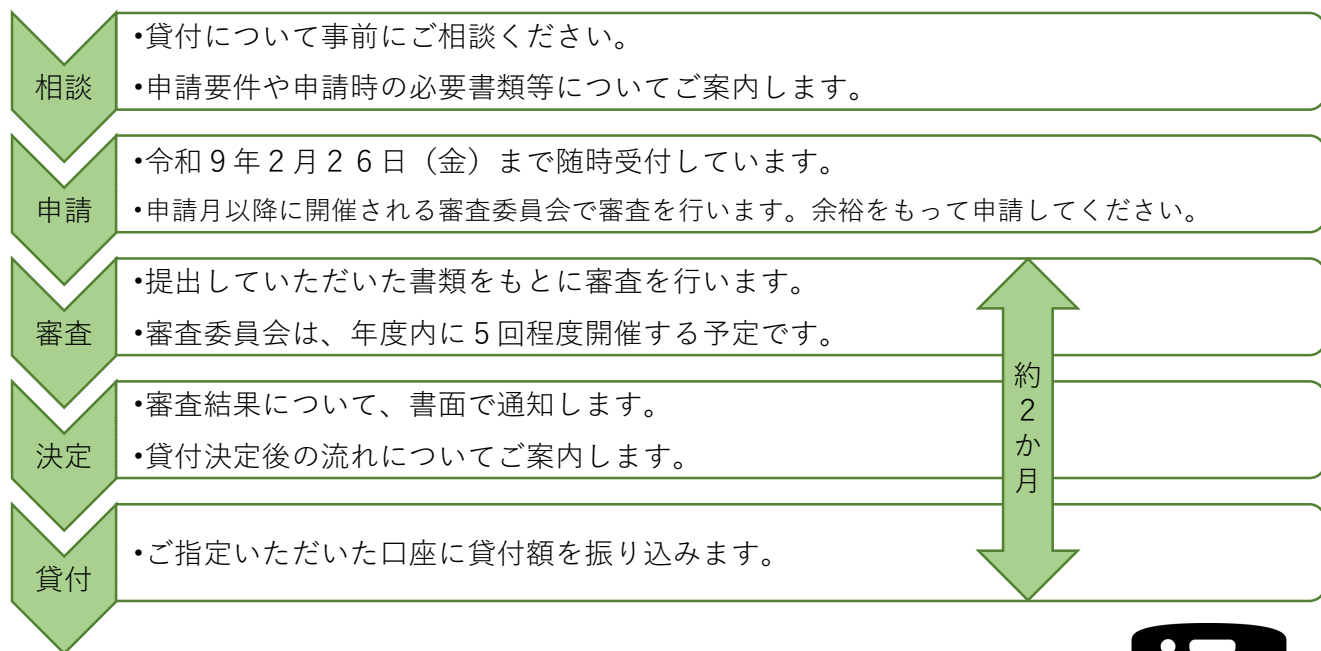 相談
•貸付について事前にご相談ください。
•申請要件や申請時の必要書類等についてご案内します。
申請
•令和９年２月２６日（金）まで随時受付しています。
•申請月以降に開催される審査委員会で審査を行います。余裕をもって申請してください。
審査
•提出していただいた書類をもとに審査を行います。
•審査委員会は、年度内に５回程度開催する予定です。
決定
•審査結果について、書面で通知します。
•貸付決定後の流れについてご案内します。
貸付
•ご指定いただいた口座に貸付額を振り込みます。
約２か月